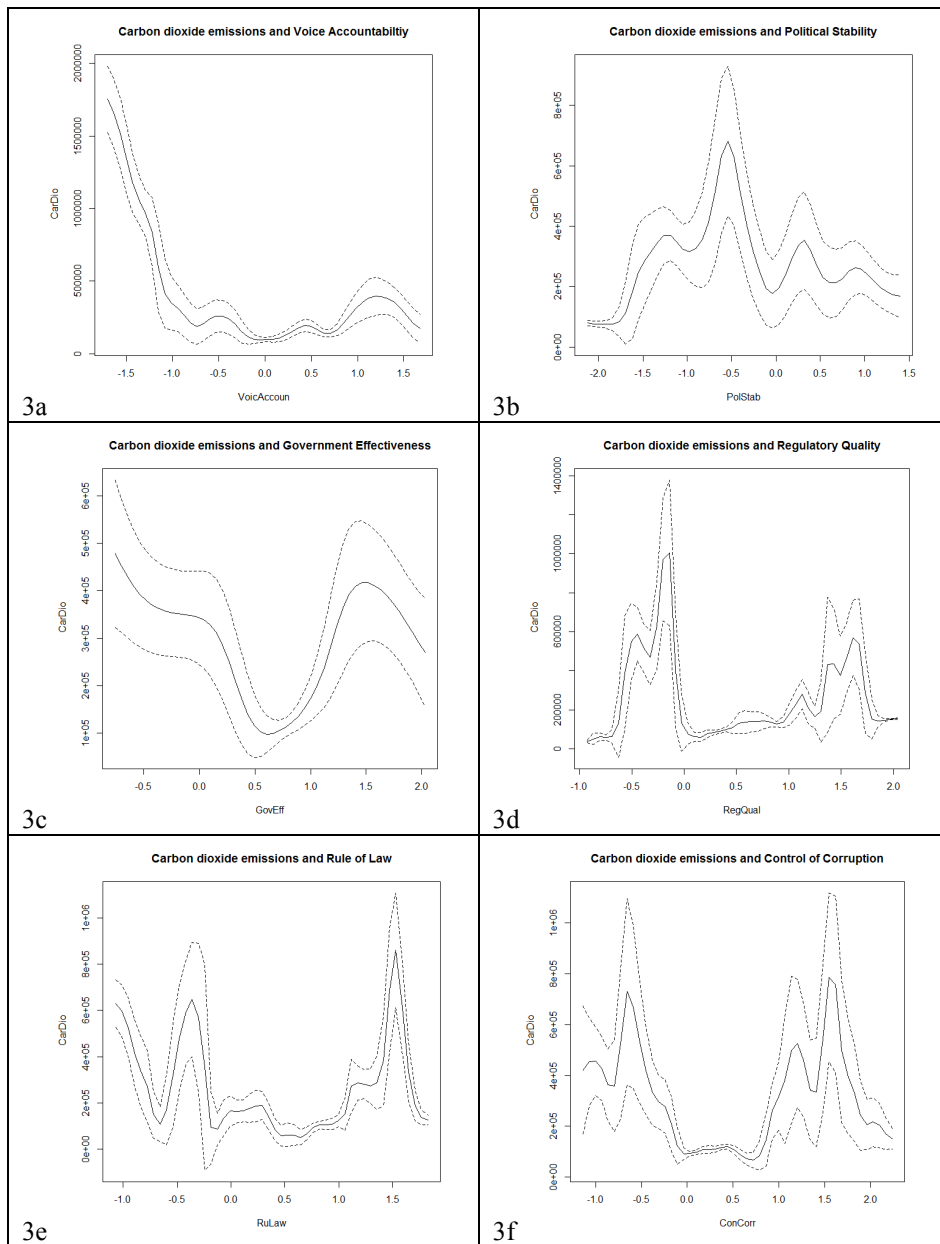 Carbon dioxide emissions and Voice Accountabiltiy
CarDio
0
500000
1000000
1500000
2000000
-1.5 -1.0 -0.5 0.0 0.5 1.0 1.5
VoicAccoun
3a
Carbon dioxide emissions and Political Stability
CarDio
0e+00
2e+05
4e+05
6e+05
8e+05
-2.0 -1.5 -1.0 -0.5 0.0 0.5 1.0 1.5
PolStab
3b
Carbon dioxide emissions and Government Effectiveness
CarDio
1e+05
2e+05
3e+05
4e+05
5e+05
6e+05
-0.5 0.0 0.5 1.0 1.5 2.0
GovEff
3c
Carbon dioxide emissions and Regulatory Quality
CarDio
0
200000
600000
1000000
1400000
-1.0 -0.5 0.0 0.5 1.0 1.5 2.0
RegQual
3d
Carbon dioxide emissions and Rule of Law
CarDio
0e+00
2e+05
4e+05
6e+05
8e+05
1e+06
-1.0 -0.5 0.0 0.5 1.0 1.5
RuLaw
3e
Carbon dioxide emissions and Control of Corruption
CarDio
0e+00
2e+05
4e+05
6e+05
8e+05
1e+06
-1.0 -0.5 0.0 0.5 1.0 1.5 2.0
ConCorr
3f